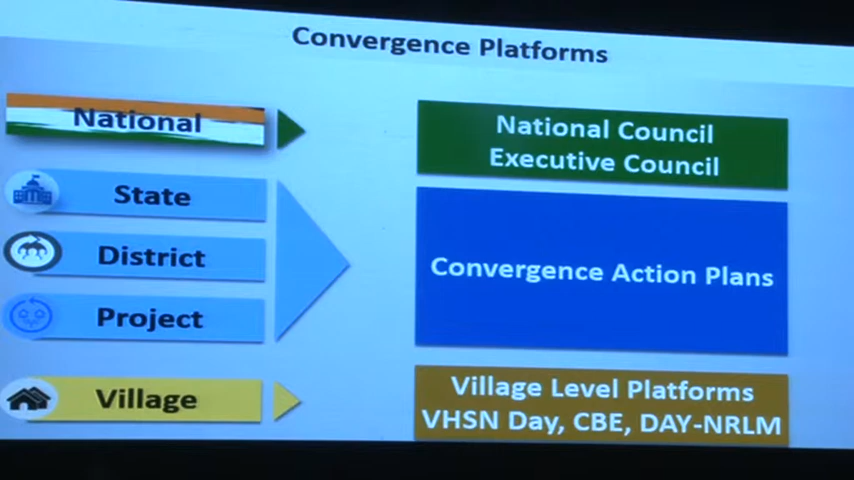 Convergence Platforms
National
National Council
Executive Council
State
District
Project
Convergence Action Plans
Village
Village Level Platforms
VHSN Day, CBE, DAY-NRLM